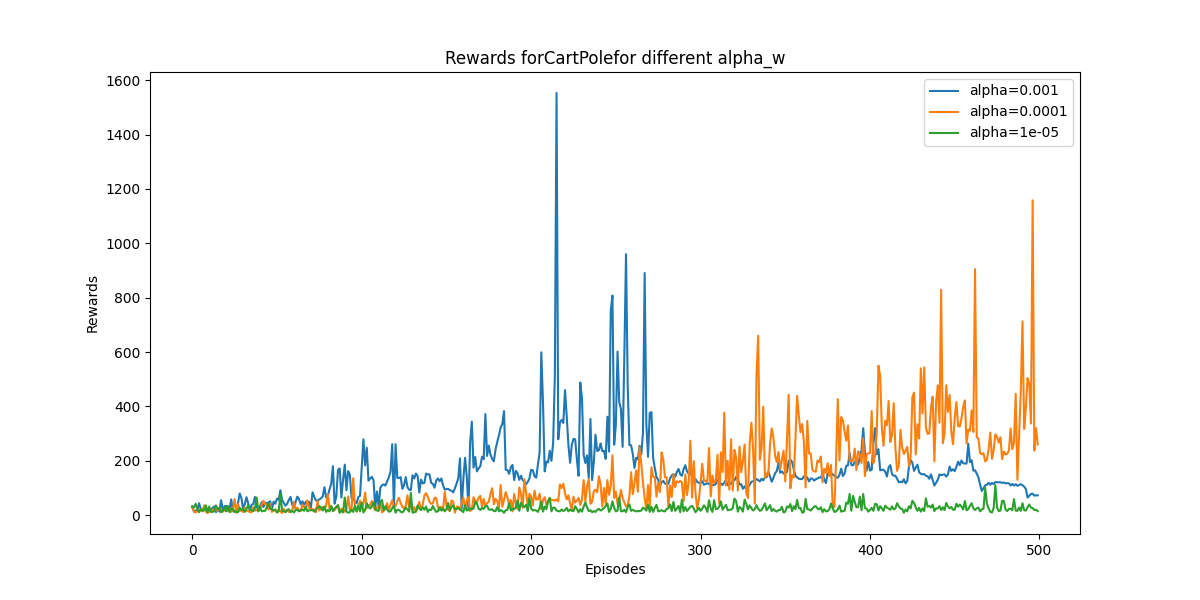 Rewards forCartPolefor different alpha_w
1600
1400
1200
1000
800
600
400
200
0
Rewards
alpha=0.001
alpha=0.0001
alpha=1e-05
0 100 200 300 400 500
Episodes